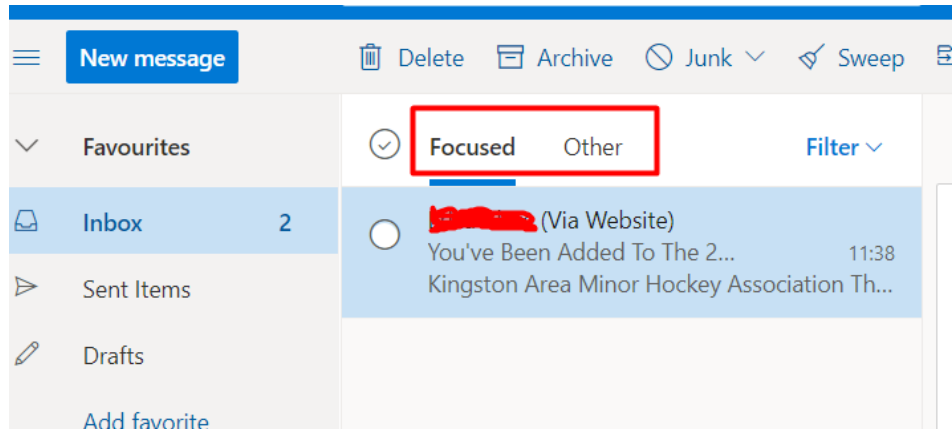 New message
Delete Archive Junk Sweep
Favourites
Focused Other Filter
Inbox 2
(Via Website)
You've Been Added To The 2... 11:38
Kingston Area Minor Hockey Association Th...
Sent Items
Drafts
Add favorite